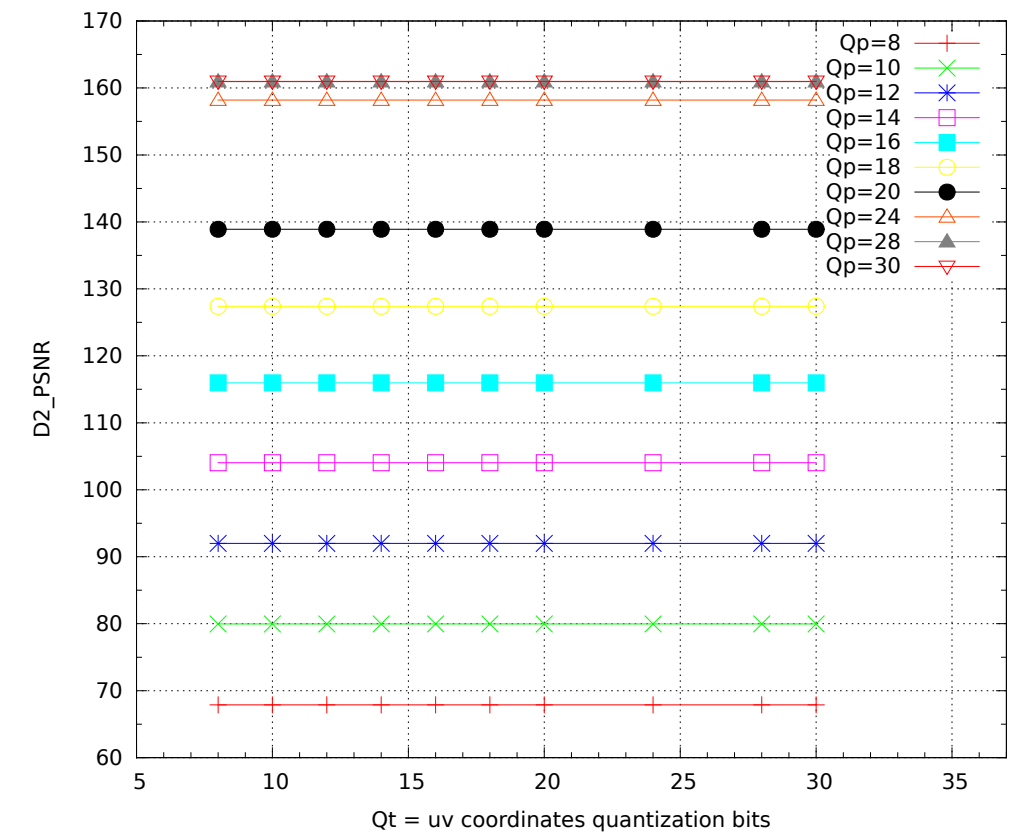 170
160
150
140
130
120
110
100
90
80
70
60
D2_PSNR
Qp=8
Qp=10
Qp=12
Qp=14
Qp=16
Qp=18
Qp=20
Qp=24
Qp=28
Qp=30
5 10 15 20 25 30 35
Qt = uv coordinates quantization bits